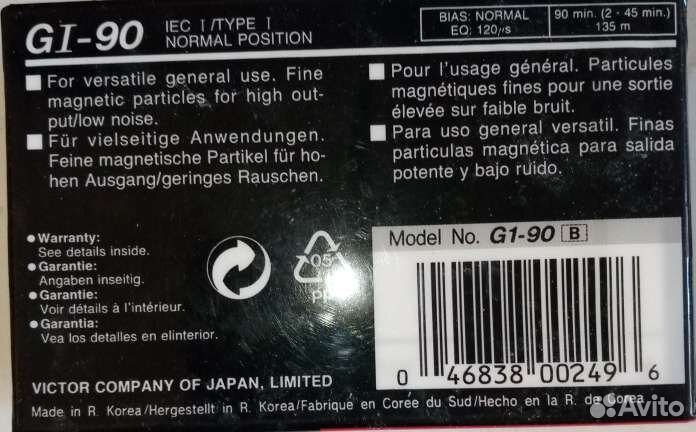 GI-90
IEC I/TYPE I
NORMAL POSITION
BIAS: NORMAL
EQ: 120μs
90 min. (2 · 45 min.)
135 m
For versatile general use. Fine
magnetic particles for high out-
put/low noise.
Für vielseitige Anwendungen.
Feine magnetische Partikel für ho-
hen Ausgang/geringes Rauschen.
Pour l'usage général. Particules
magnétiques fines pour une sortie
élevée sur faible bruit.
Para uso general versatil. Finas
particulas magnética para salida
potente y bajo ruido.
● Warranty:
See details inside.
● Garantie:
Angaben inseitig.
● Garantie:
Voir détails à l'intérieur.
● Garantia:
Vea los detalles en elinterior.
05
PP
Model No. G1-90 B
0 46838 00249 6
VICTOR COMPANY OF JAPAN, LIMITED
Made in R. Korea/Hergestellt in R. Korea/Fabriqué en Corée du Sud/Hecho en la R. de Corea
Avito